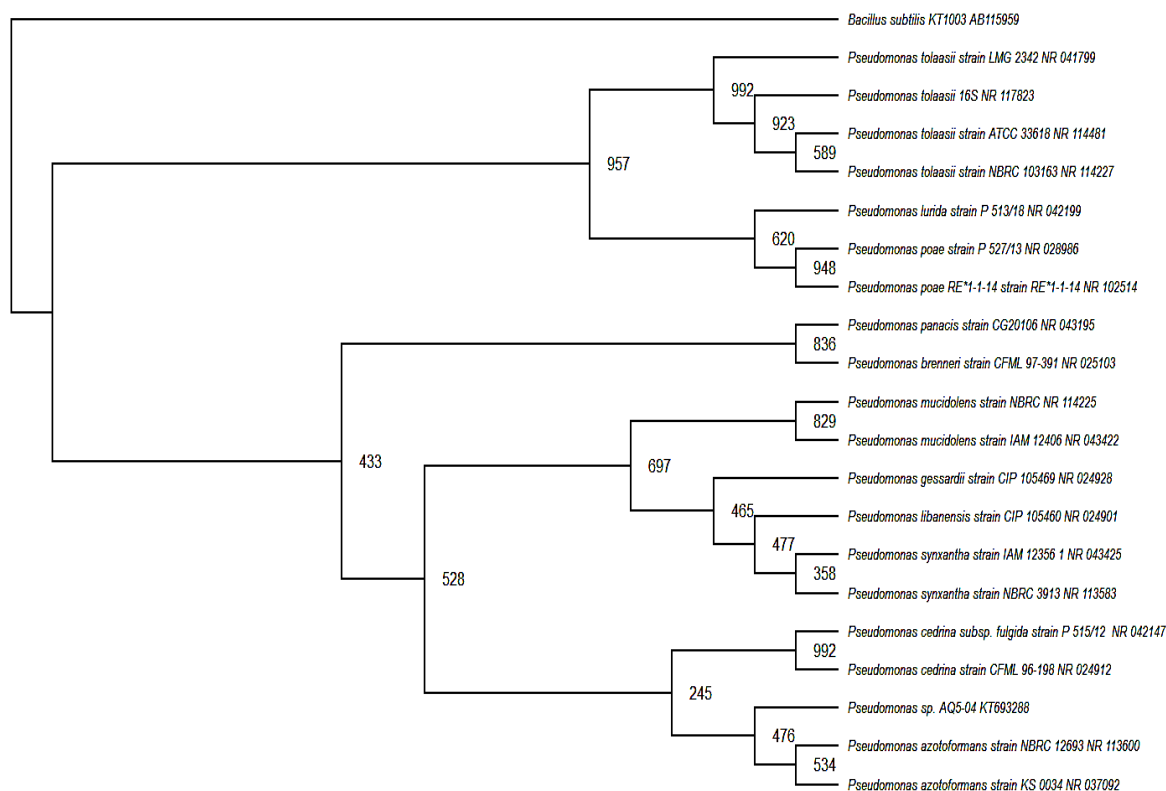 Bacillus subtilis KT1003 AB115959
Pseudomonas tolaasii strain LMG 2342 NR 041799
992
Pseudomonas tolaasii 16S NR 117823
923
Pseudomonas tolaasii strain ATCC 33618 NR 114481
589
957
Pseudomonas tolaasii strain NBRC 103163 NR 114227
Pseudomonas lurida strain P 513/18 NR 042199
620
Pseudomonas poae strain P 527/13 NR 028986
948
Pseudomonas poae RE*1-1-14 strain RE*1-1-14 NR 102514
Pseudomonas panacis strain CG20106 NR 043195
836
Pseudomonas brenneri strain CFML 97-391 NR 025103
Pseudomonas mucidolens strain NBRC NR 114225
829
Pseudomonas mucidolens strain IAM 12406 NR 043422
433
697
Pseudomonas gessardii strain CIP 105469 NR 024928
465
Pseudomonas libanensis strain CIP 105460 NR 024901
477
Pseudomonas synxantha strain IAM 12356 1 NR 043425
358
528
Pseudomonas synxantha strain NBRC 3913 NR 113583
Pseudomonas cedrina subsp. fulgida strain P 515/12 NR 042147
992
Pseudomonas cedrina strain CFML 96-198 NR 024912
245
Pseudomonas sp. AQ5-04 KT693288
476
Pseudomonas azotoformans strain NBRC 12693 NR 113600
534
Pseudomonas azotoformans strain KS 0034 NR 037092